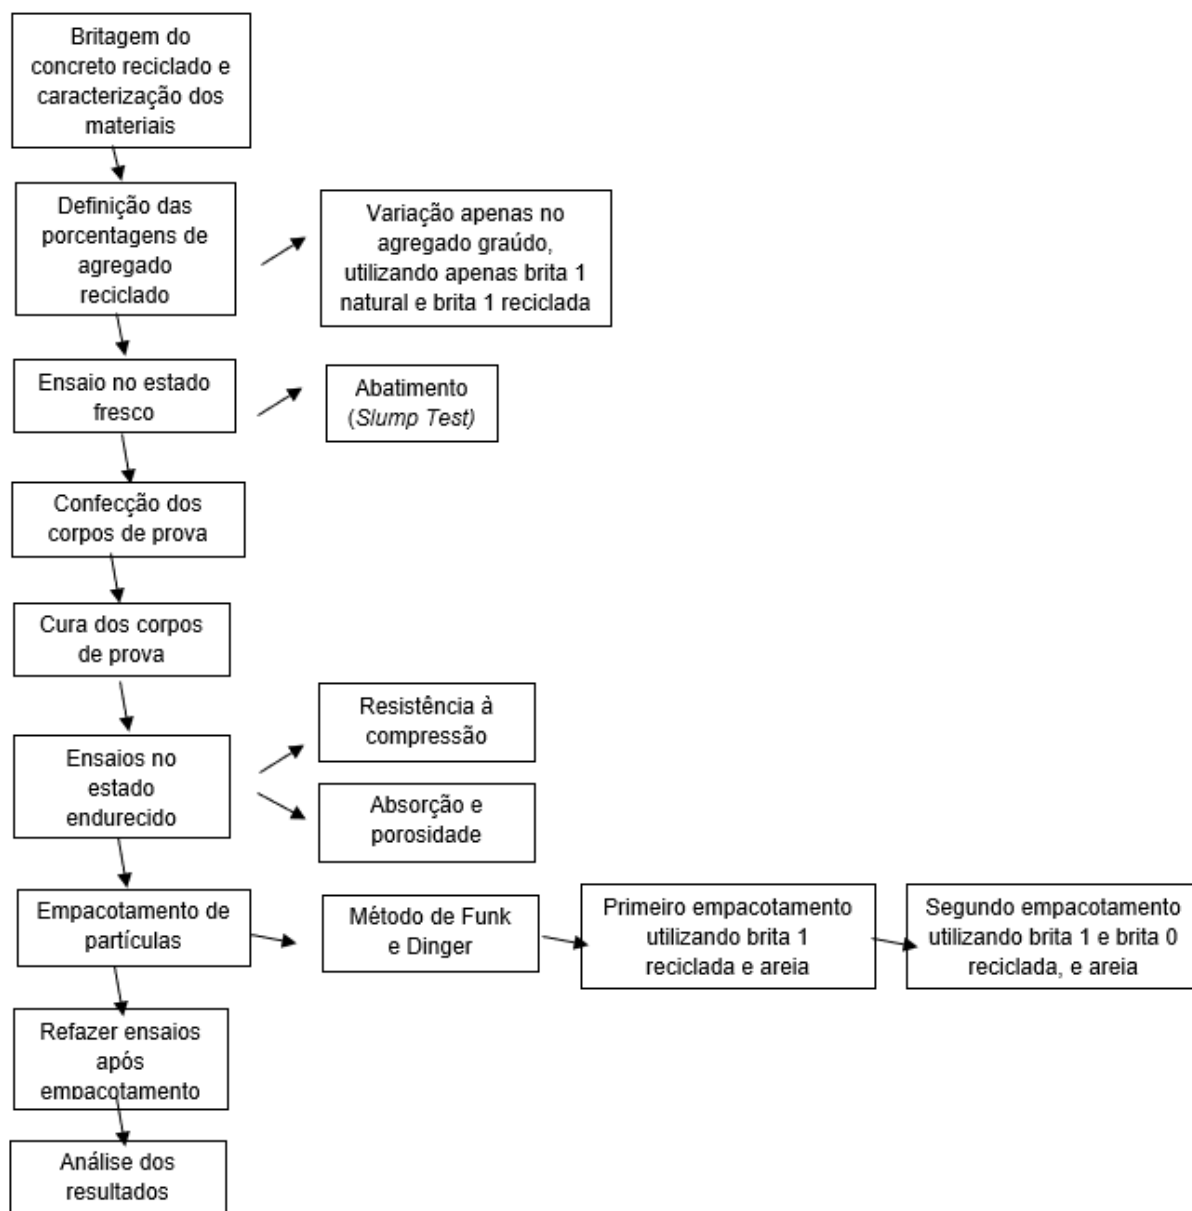 Britagem do
concreto reciclado e
caracterização dos
materiais
Definição das
porcentagens de
agregado
reciclado
Variação apenas no
agregado graúdo,
utilizando apenas brita 1
natural e brita 1 reciclada
Ensaio no estado
fresco
Abatimento
(Slump Test)
Confecção dos
corpos de prova
Cura dos corpos
de prova
Ensaios no
estado
endurecido
Resistência à
compressão
Absorção e
porosidade
Empacotamento de
partículas
Método de Funk
e Dinger
Primeiro empacotamento
utilizando brita 1
reciclada e areia
Segundo empacotamento
utilizando brita 1 e brita 0
reciclada, e areia
Refazer ensaios
após
empacotamento
Análise dos
resultados